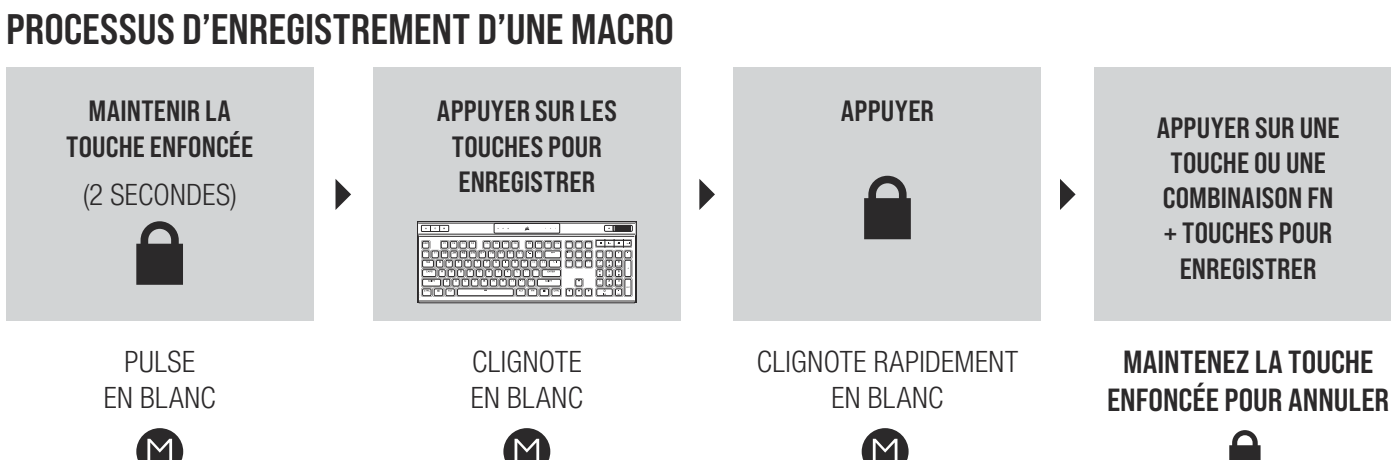 PROCESSUS D'ENREGISTREMENT D'UNE MACRO
MAINTENIR LA
TOUCHE ENFONCÉE
(2 SECONDES)
PULSE
EN BLANC
M
APPUYER SUR LES
TOUCHES POUR
ENREGISTRER
CLIGNOTE
EN BLANC
M
APPUYER
CLIGNOTE RAPIDEMENT
EN BLANC
M
APPUYER SUR UNE
TOUCHE OU UNE
COMBINAISON FN
+ TOUCHES POUR
ENREGISTRER
MAINTENEZ LA TOUCHE
ENFONCÉE POUR ANNULER